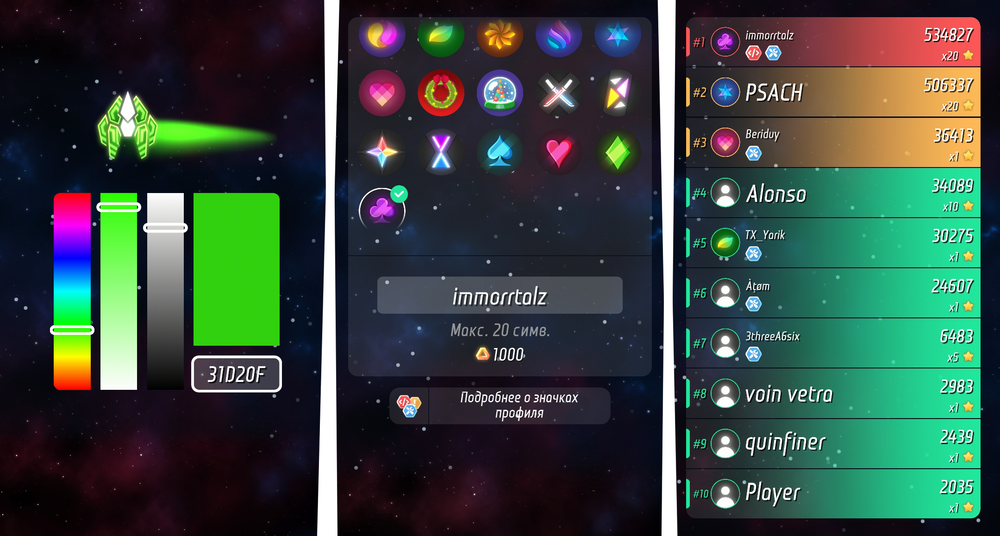 31D20F
immorrtalz
Макс. 20 симв.
1000
Подробнее о значках
профиля
#1 immorrtalz 534827
x20
#2 PSACH 506337
x20
#3 Beriduy 36413
x1
#4 Alonso 34089
x10
#5 TX_Yarik 30275
x1
#6 Àţøm 24607
x1
#7 3threeA6six 6483
x5
#8 voin vetra 2983
x1
#9 quinfiner 2439
x1
#10 Player 2035
x1